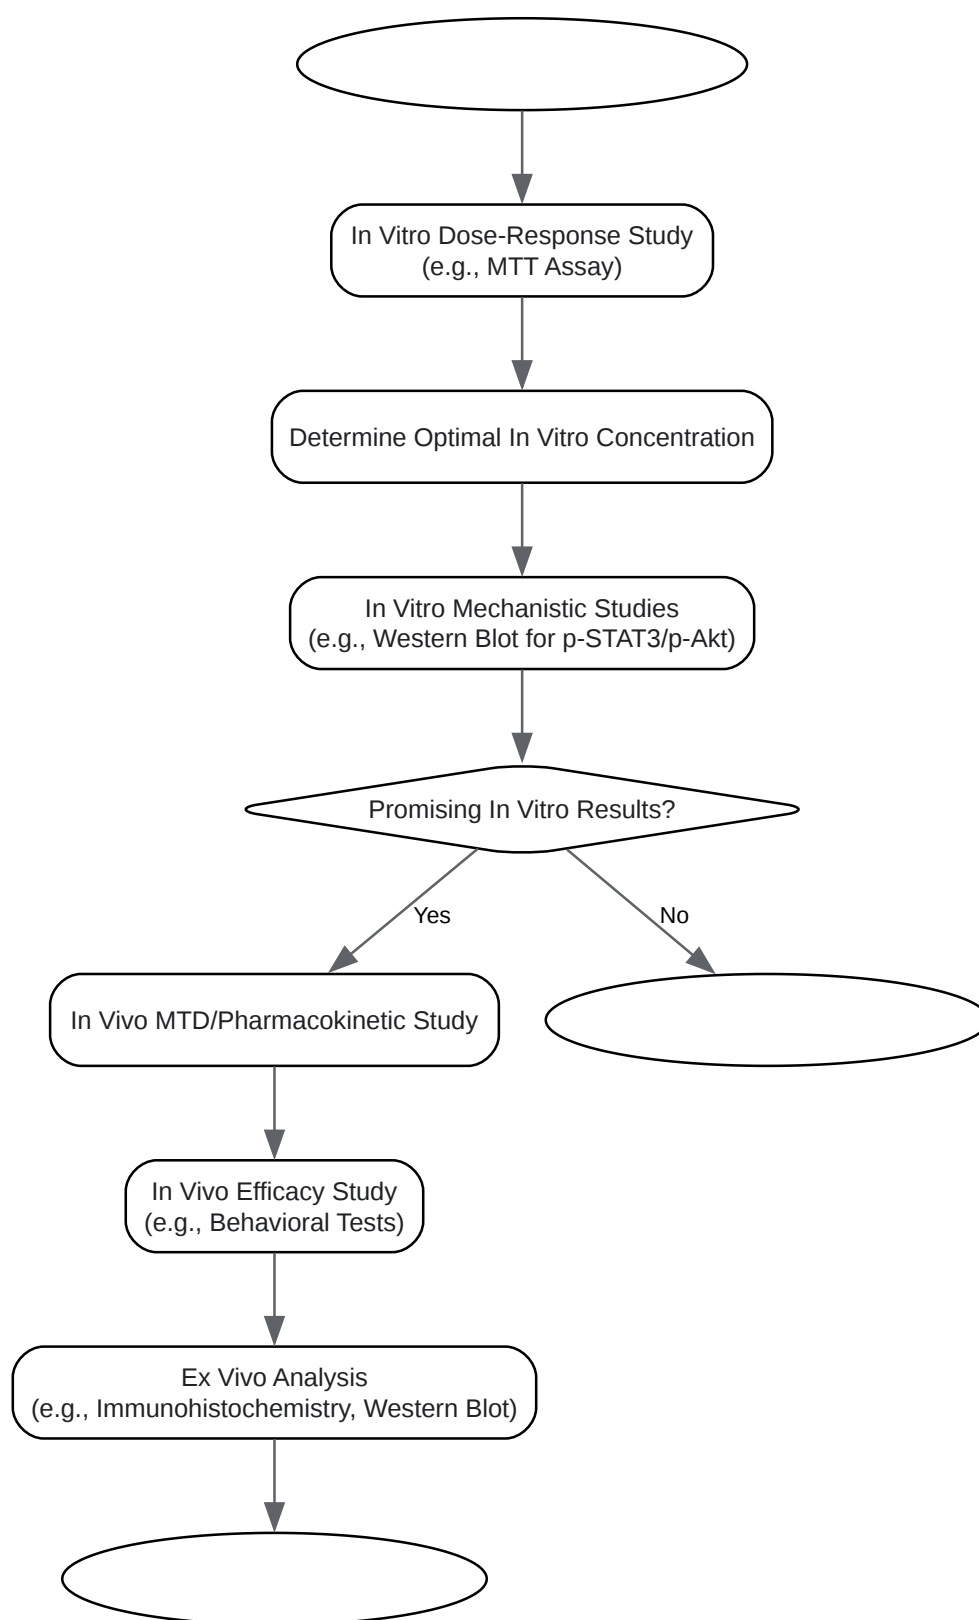 In Vitro Dose-Response Study
(e.g., MTT Assay)
Determine Optimal In Vitro Concentration
In Vitro Mechanistic Studies
(e.g., Western Blot for p-STAT3/p-Akt)
Promising In Vitro Results?
Yes
No
In Vivo MTD/Pharmacokinetic Study
In Vivo Efficacy Study
(e.g., Behavioral Tests)
Ex Vivo Analysis
(e.g., Immunohistochemistry, Western Blot)